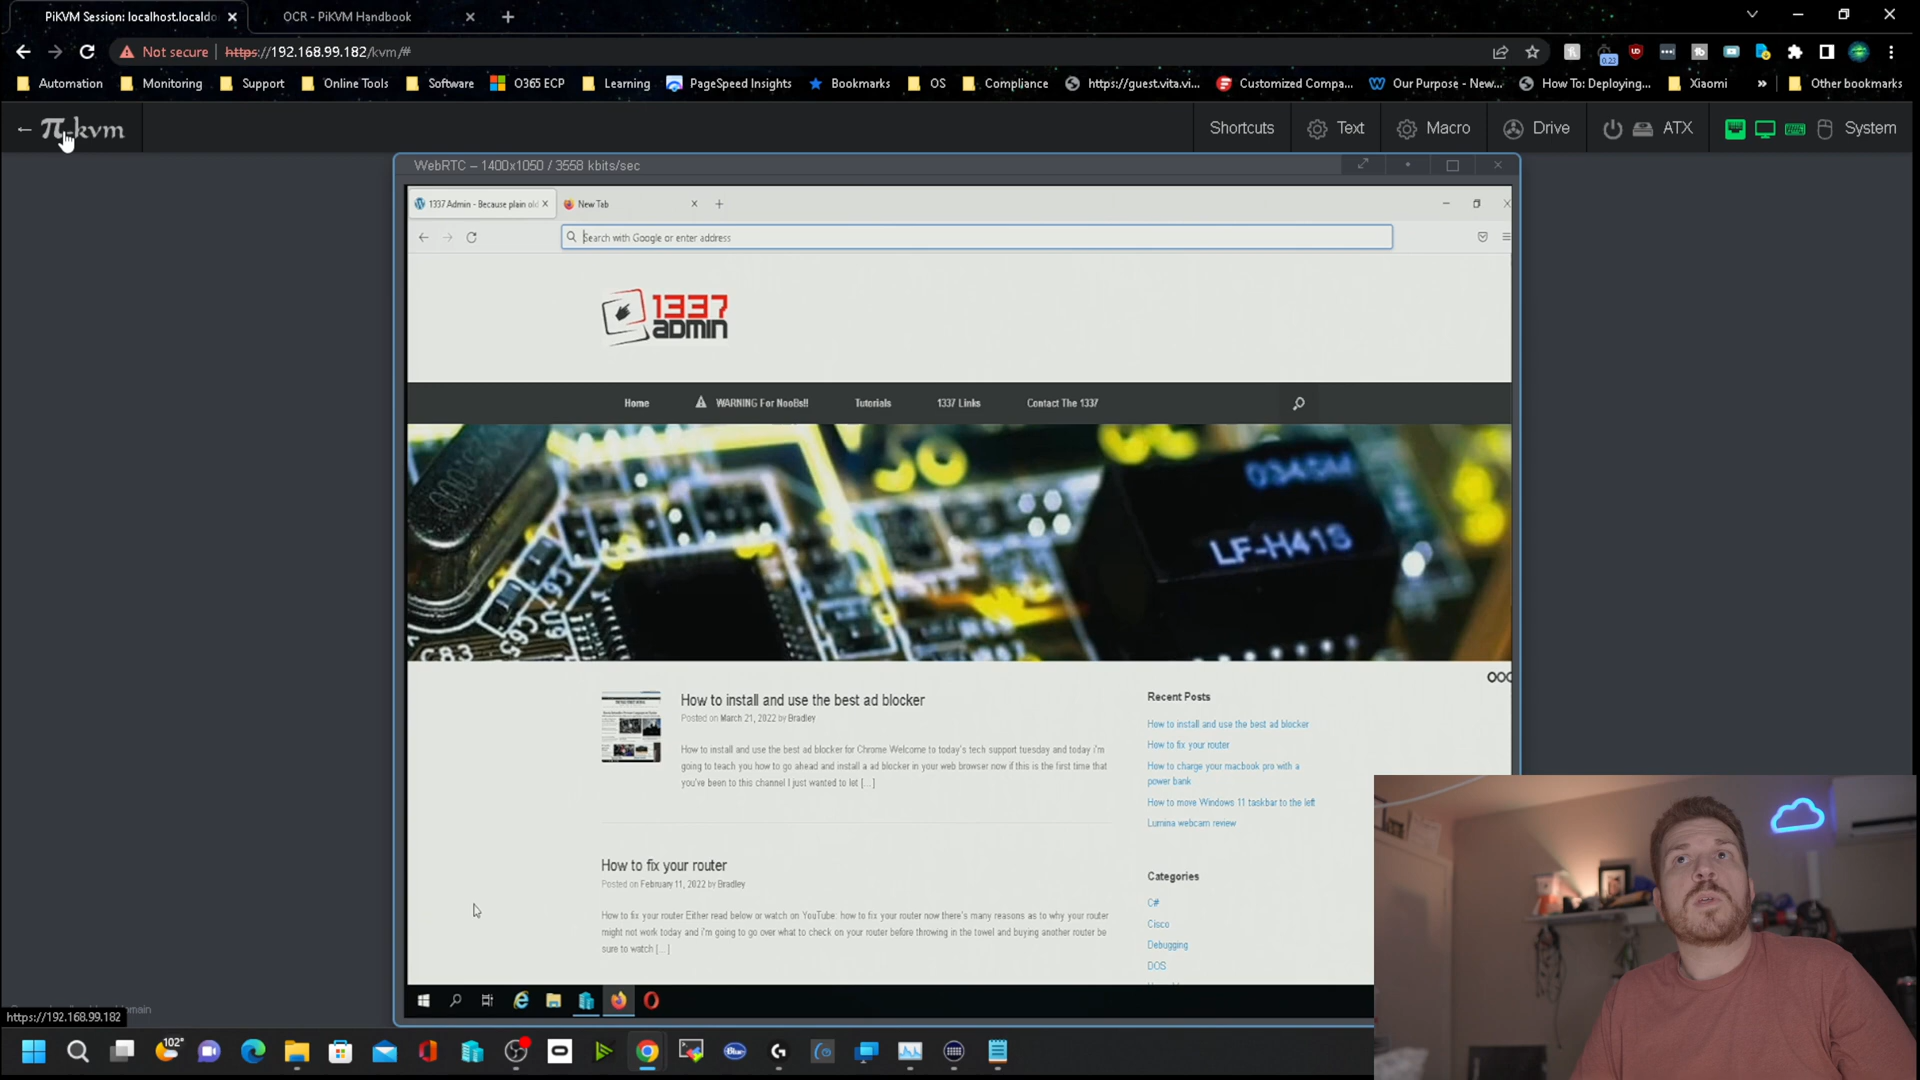 PiKVM Session: localhost.localdo
OCR - PiKVM Handbook
Not secure
https://192.168.99.182/kvm/#
0.23
Automation
Monitoring
Support
Online Tools
Software
O365 ECP
Learning
PageSpeed Insights
Bookmarks
OS
Compliance
https://guest.vita.vi...
Customized Compa...
Our Purpose - New...
How To: Deploying...
Xiaomi
»
Other bookmarks
← π-kvm
Shortcuts
Text
Macro
Drive
ATX
System
WebRTC – 1400x1050 / 3558 kbits/sec
1337 Admin - Because plain old
New Tab
Search with Google or enter address
1337
ADMIN
Home
WARNING For NooBs!!
Tutorials
1337 Links
Contact The 1337
0345M
LF-H41S
000S
C67
U9
C65
C83
How to install and use the best ad blocker
Posted on March 21, 2022 by Bradley
How to install and use the best ad blocker for Chrome Welcome to today's tech support tuesday and today i'm
going to teach you how to go ahead and install a ad blocker in your web browser now if this is the first time that
you've been to this channel I just wanted to let [...]
How to fix your router
Posted on February 11, 2022 by Bradley
How to fix your router Either read below or watch on YouTube: how to fix your router now there's many reasons as to why your router
might not work today and i'm going to go over what to check on your router before throwing in the towel and buying another router be
sure to watch [...]
Recent Posts
How to install and use the best ad blocker
How to fix your router
How to charge your macbook pro with a
power bank
How to move Windows 11 taskbar to the left
Lumina webcam review
Categories
C#
Cisco
Debugging
DOS
https://192.168.99.182
102°
Blue